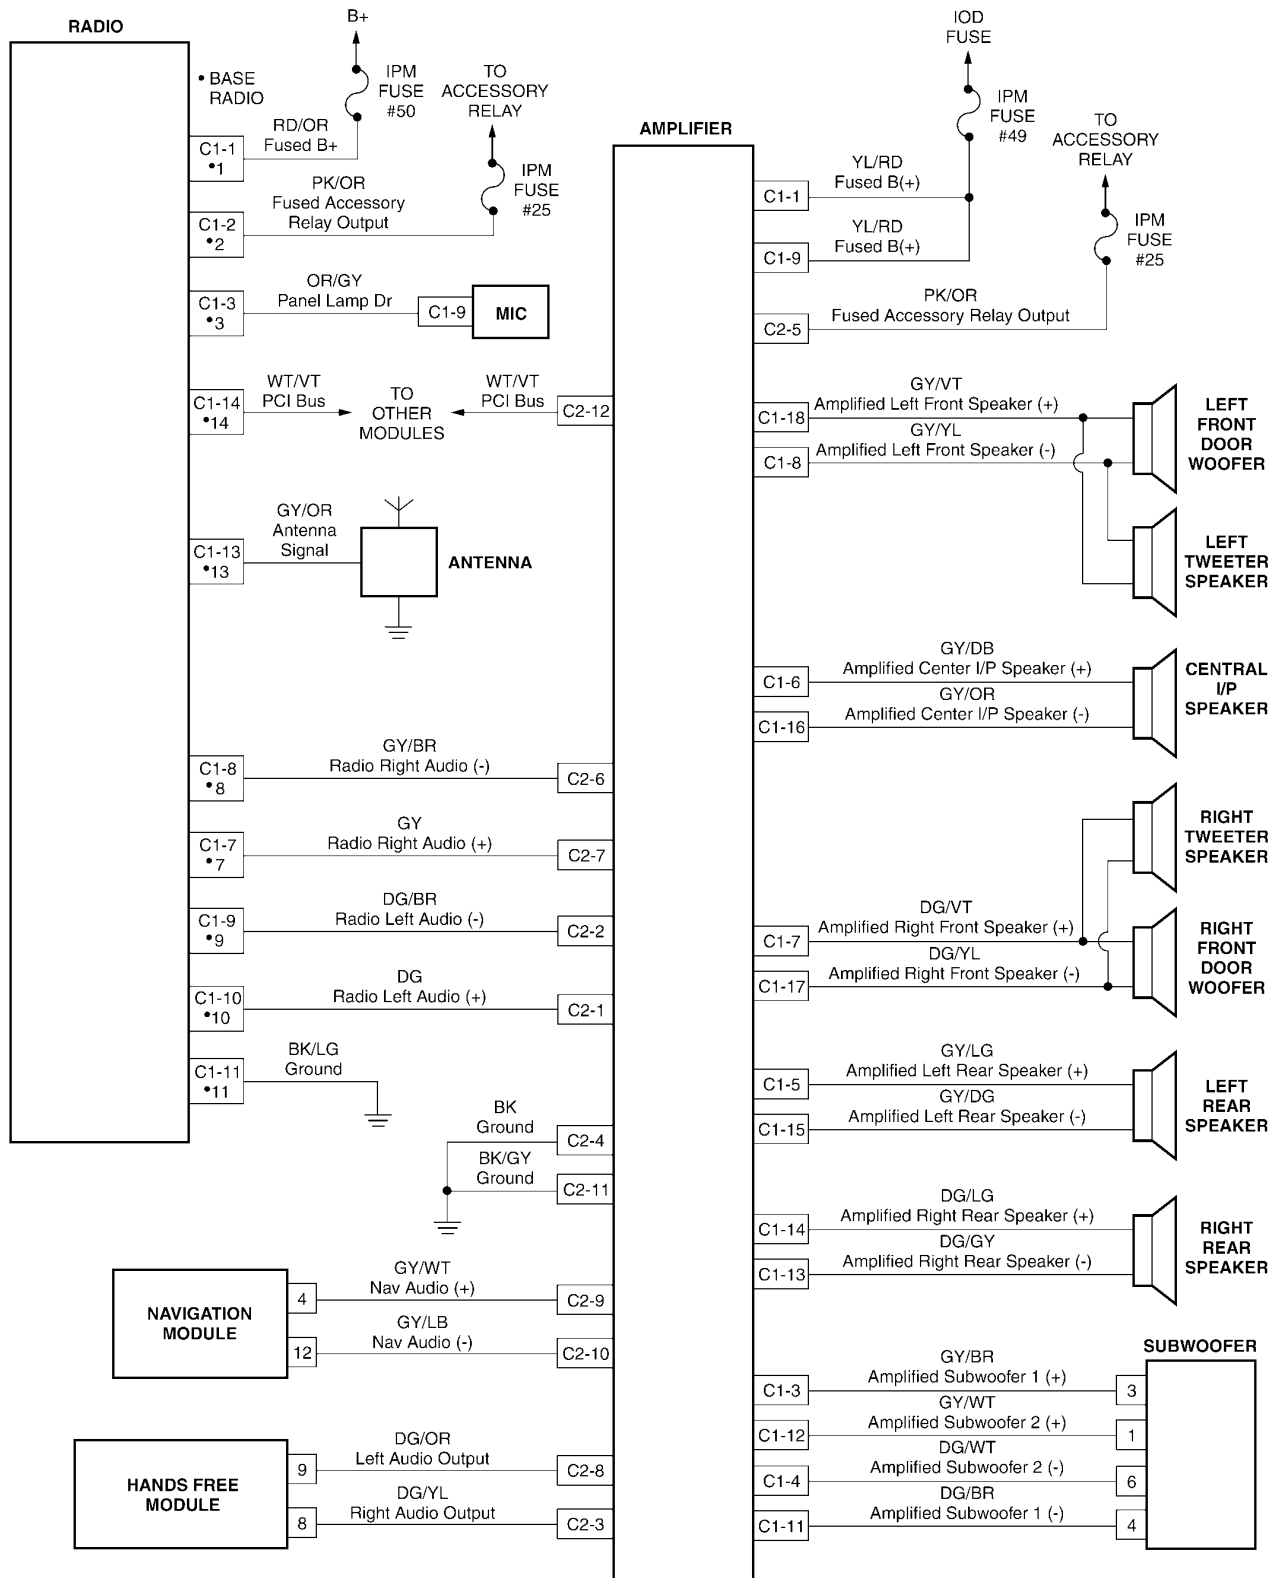 RADIO
• BASE
RADIO
C1-1
•1
RD/OR
Fused B+
B+
IPM
FUSE
#50
C1-2
•2
PK/OR
Fused Accessory
Relay Output
TO
ACCESSORY
RELAY
IPM
FUSE
#25
C1-3
•3
OR/GY
Panel Lamp Dr
C1-9
MIC
C1-14
•14
WT/VT
PCI Bus
TO
OTHER
MODULES
WT/VT
PCI Bus
C2-12
C1-13
•13
GY/OR
Antenna
Signal
ANTENNA
C1-8
•8
GY/BR
Radio Right Audio (-)
C2-6
C1-7
•7
GY
Radio Right Audio (+)
C2-7
C1-9
•9
DG/BR
Radio Left Audio (-)
C2-2
C1-10
•10
DG
Radio Left Audio (+)
C2-1
C1-11
•11
BK/LG
Ground
BK
Ground
C2-4
BK/GY
Ground
C2-11
NAVIGATION
MODULE
4
GY/WT
Nav Audio (+)
C2-9
12
GY/LB
Nav Audio (-)
C2-10
HANDS FREE
MODULE
9
DG/OR
Left Audio Output
C2-8
8
DG/YL
Right Audio Output
C2-3
AMPLIFIER
IOD
FUSE
IPM
FUSE
#49
C1-1
YL/RD
Fused B(+)
C1-9
YL/RD
Fused B(+)
TO
ACCESSORY
RELAY
IPM
FUSE
#25
C2-5
PK/OR
Fused Accessory Relay Output
C1-18
GY/VT
Amplified Left Front Speaker (+)
C1-8
GY/YL
Amplified Left Front Speaker (-)
LEFT
FRONT
DOOR
WOOFER
LEFT
TWEETER
SPEAKER
C1-6
GY/DB
Amplified Center I/P Speaker (+)
C1-16
GY/OR
Amplified Center I/P Speaker (-)
CENTRAL
I/P
SPEAKER
RIGHT
TWEETER
SPEAKER
C1-7
DG/VT
Amplified Right Front Speaker (+)
C1-17
DG/YL
Amplified Right Front Speaker (-)
RIGHT
FRONT
DOOR
WOOFER
C1-5
GY/LG
Amplified Left Rear Speaker (+)
C1-15
GY/DG
Amplified Left Rear Speaker (-)
LEFT
REAR
SPEAKER
C1-14
DG/LG
Amplified Right Rear Speaker (+)
C1-13
DG/GY
Amplified Right Rear Speaker (-)
RIGHT
REAR
SPEAKER
SUBWOOFER
C1-3
GY/BR
Amplified Subwoofer 1 (+)
3
C1-12
GY/WT
Amplified Subwoofer 2 (+)
1
C1-4
DG/WT
Amplified Subwoofer 2 (-)
6
C1-11
DG/BR
Amplified Subwoofer 1 (-)
4